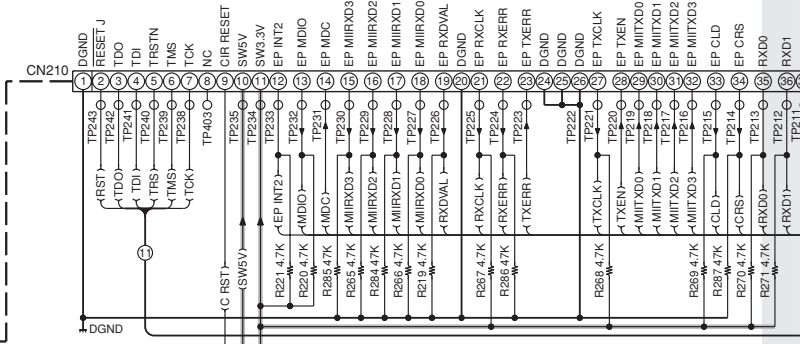 DGND
RESET J
TDO
TDI
TRSTN
TMS
TCK
NC
CIR RESET
SW5V
SW3.3V
EP INT2
EP MDIO
EP MDC
EP MIIRXD3
EP MIIRXD2
EP MIIRXD1
EP MIIRXD0
EP RXDVAL
DGND
EP RXCLK
EP RXERR
EP TXERR
DGND
DGND
DGND
EP TXCLK
EP TXEN
EP MIITXD0
EP MIITXD1
EP MIITXD2
EP MIITXD3
EP CLD
EP CRS
RXD0
RXD1
CN210
1 2 3 4 5 6 7 8 9 10 11 12 13 14 15 16 17 18 19 20 21 22 23 24 25 26 27 28 29 30 31 32 33 34 35 36
TP243
TP242
TP241
TP240
TP239
TP238
TP403
TP235
TP234
TP233
TP232
TP231
TP230
TP229
TP228
TP227
TP226
TP225
TP224
TP223
TP222
TP221
TP220
TP219
TP218
TP217
TP216
TP215
TP214
TP213
TP212
TP211
RST
TDO
TDI
TRS
TMS
TCK
EP INT2
MDIO
MDC
MIIRXD3
MIIRXD2
MIIRXD1
MIIRXD0
RXDVAL
RXCLK
RXERR
TXERR
TXCLK
TXEN
MIITXD0
MIITXD1
MIITXD2
MIITXD3
CLD
CRS
RXD0
RXD1
11
C RST
SW5V
R221 4.7K
R220 4.7K
R285 47K
R265 4.7K
R284 47K
R266 4.7K
R219 4.7K
R267 4.7K
R286 47K
R268 4.7K
R269 4.7K
R287 47K
R270 4.7K
R271 4.7K
DGND